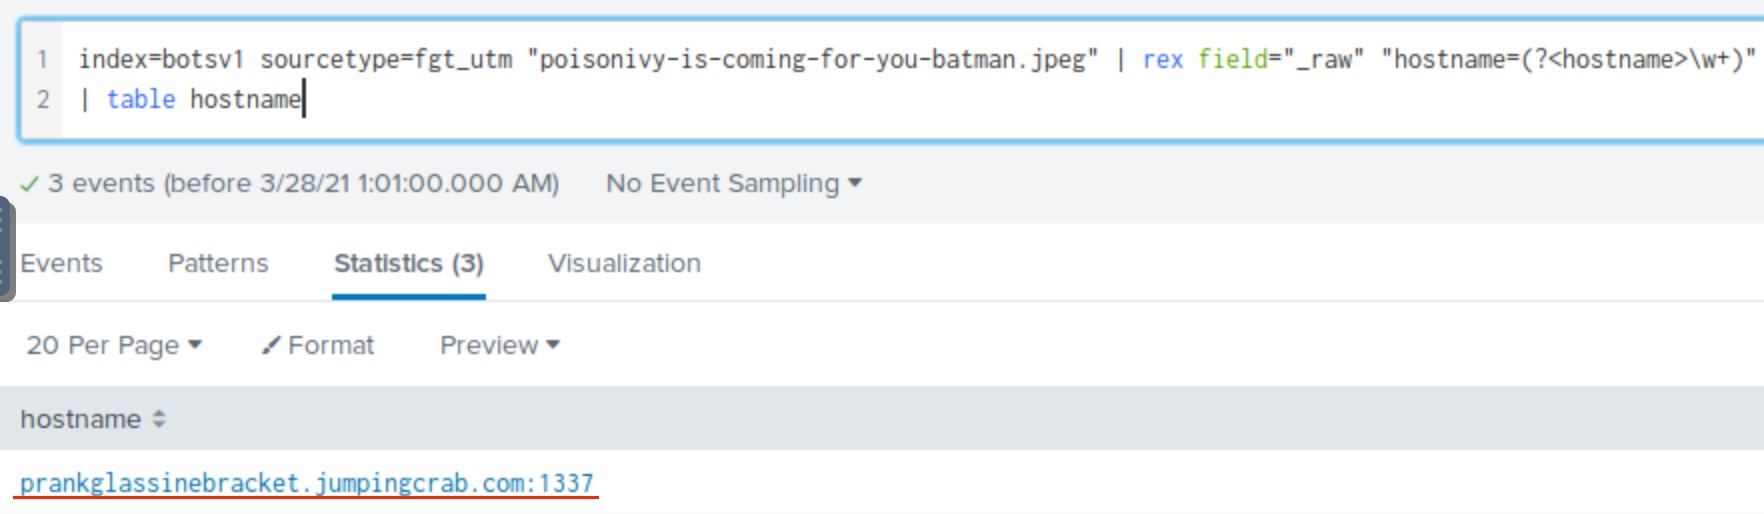 1 index=botsv1 sourcetype=fgt_utm "poisonivy-is-coming-for-you-batman.jpeg" | rex field="_raw" "hostname=(?<hostname>\w+)"
2 | table hostname
✓ 3 events (before 3/28/21 1:01:00.000 AM) No Event Sampling ▾
Events Patterns Statistics (3) Visualization
20 Per Page ▾ Format Preview ▾
hostname
prankglassinebracket.jumpingcrab.com:1337